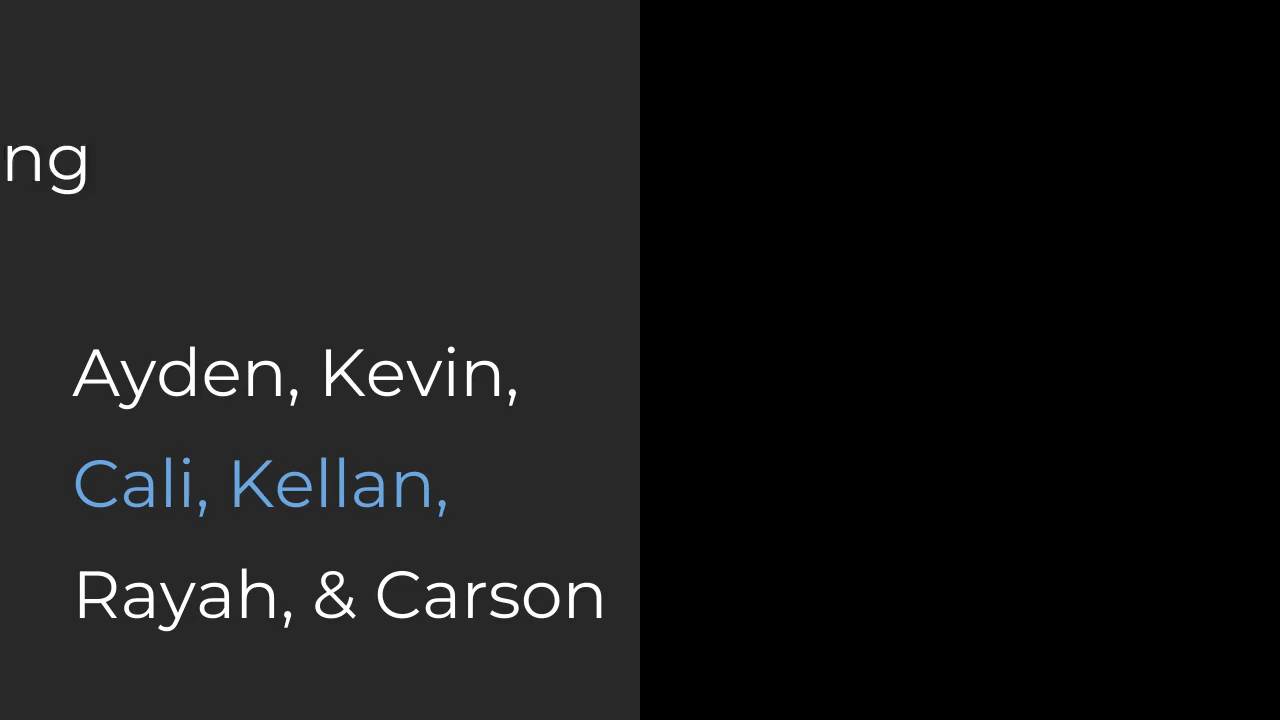 ng
Ayden, Kevin,
Cali, Kellan,
Rayah, & Carson